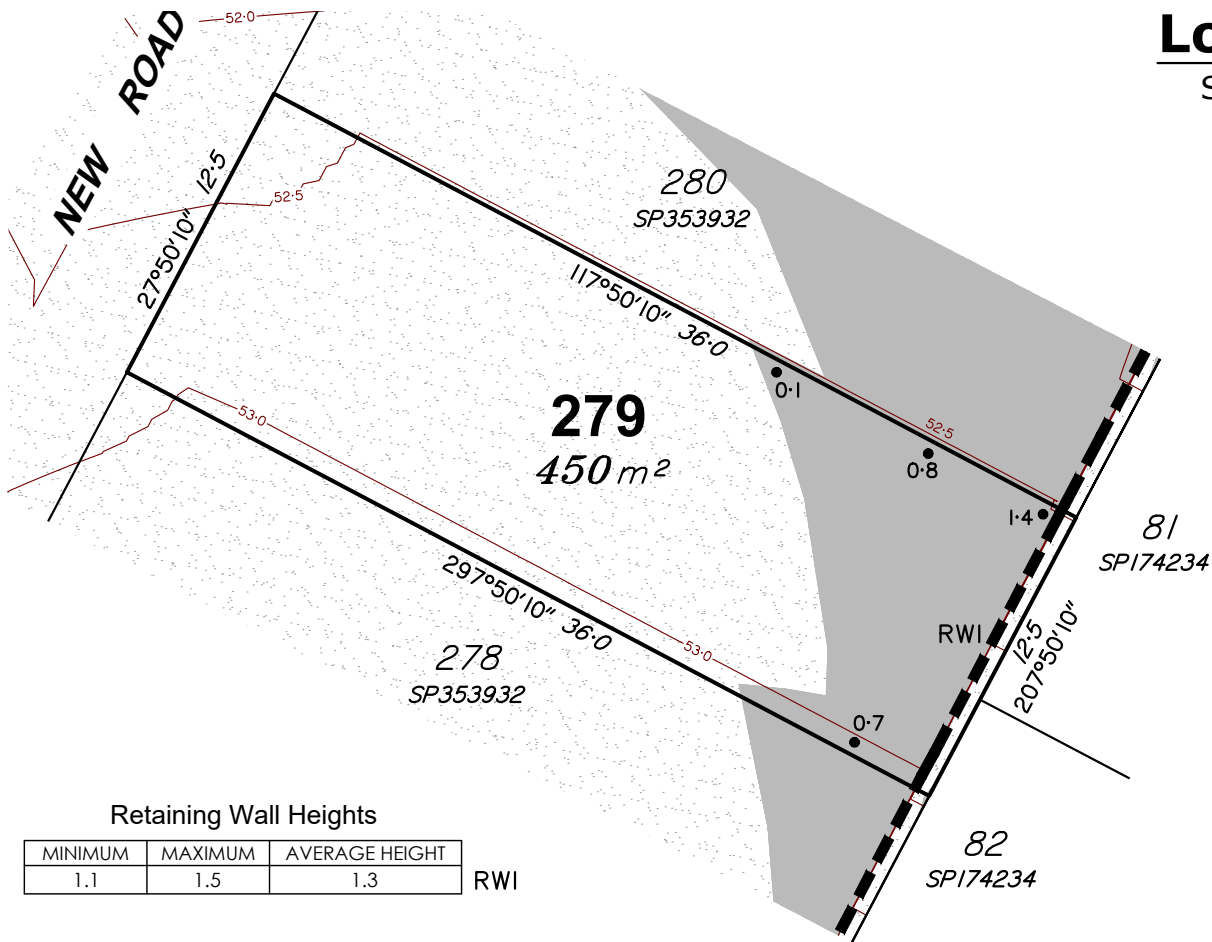 Lo
S
NEW ROAD
52·0
52·5
27°50'10" 12·5
280
SP353932
117°50'10" 36·0
0·1
279
450 m²
53·0
52·5
0·8
1·4
81
SP174234
RW1
12·5
207°50'10"
297°50'10" 36·0
53·0
278
SP353932
0·7
82
SP174234
Retaining Wall Heights
MINIMUM MAXIMUM AVERAGE HEIGHT
1.1 1.5 1.3 RW1